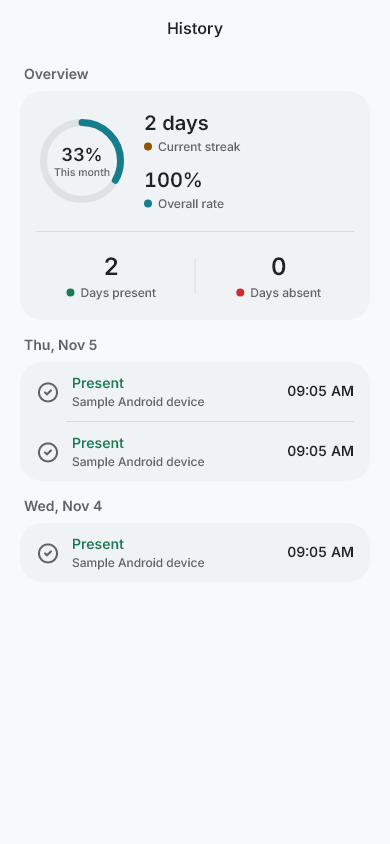 History
Overview
33%
This month
2 days
Current streak
100%
Overall rate
2
Days present
0
Days absent
Thu, Nov 5
Present
Sample Android device
09:05 AM
Present
Sample Android device
09:05 AM
Wed, Nov 4
Present
Sample Android device
09:05 AM